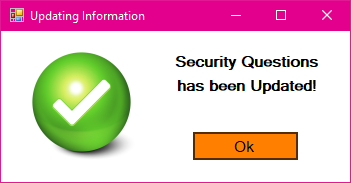 Updating Information
Security Questions
has been Updated!
Ok